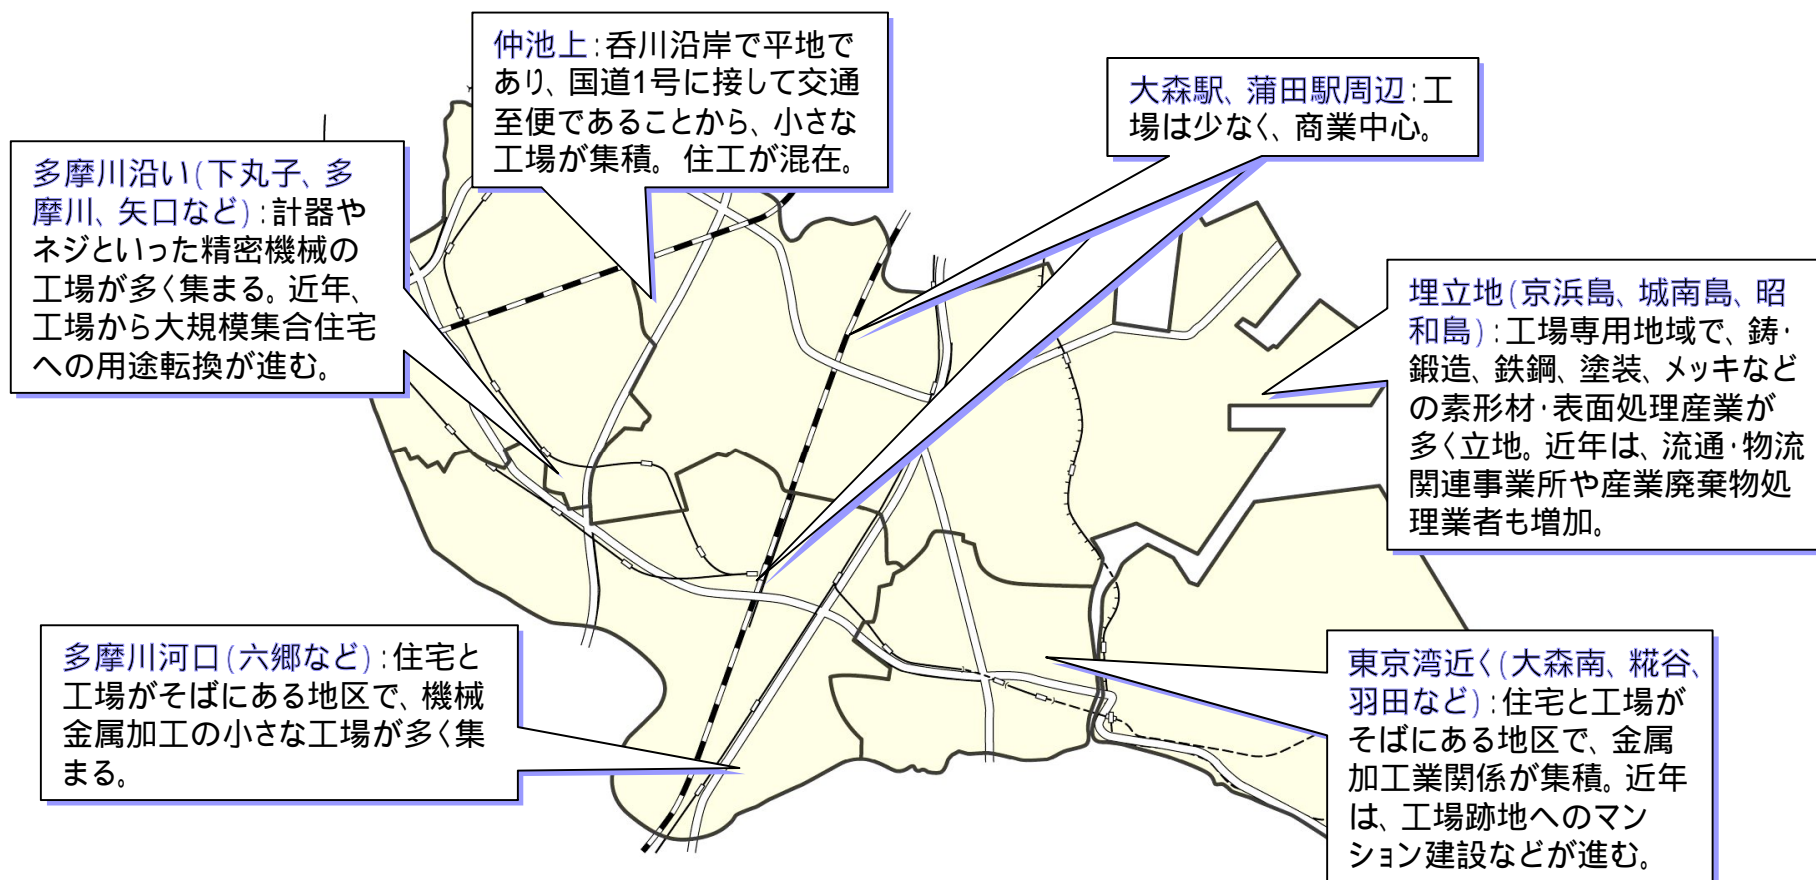 仲池上：呑川沿岸で平地で
あり、国道1号に接して交通
至便であることから、小さな
工場が集積。住工が混在。
大森駅、蒲田駅周辺：工
場は少なく、商業中心。
多摩川沿い(下丸子、多
摩川、矢口など)：計器や
ネジといった精密機械の
工場が多く集まる。近年、
工場から大規模集合住宅
への用途転換が進む。
埋立地(京浜島、城南島、昭
和島)：工場専用地域で、鋳・
鍛造、鉄鋼、塗装、メッキなど
の素形材・表面処理産業が
多く立地。近年は、流通・物流
関連事業所や産業廃棄物処
理業者も増加。
多摩川河口(六郷など)：住宅と
工場がそばにある地区で、機械
金属加工の小さな工場が多く集
まる。
東京湾近く(大森南、糀谷、
羽田など)：住宅と工場が
そばにある地区で、金属
加工業関係が集積。近年
は、工場跡地へのマン
ション建設などが進む。